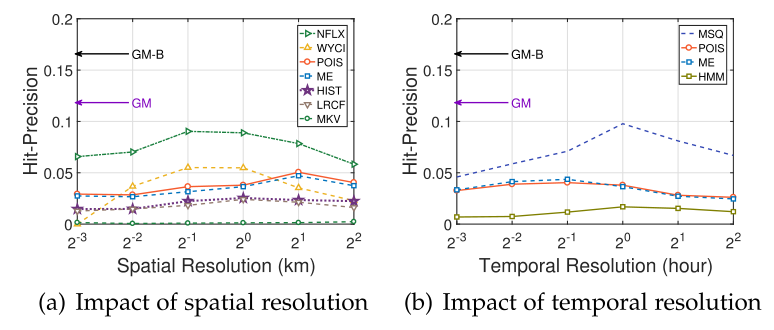 0.2
0.15
0.1
0.05
0
Hit-Precision
GM-B
GM
NFLX
WYCI
POIS
ME
HIST
LRCF
MKV
2^-3 2^-2 2^-1 2^0 2^1 2^2
Spatial Resolution (km)
(a) Impact of spatial resolution
0.2
0.15
0.1
0.05
0
Hit-Precision
GM-B
GM
MSQ
POIS
ME
HMM
2^-3 2^-2 2^-1 2^0 2^1 2^2
Temporal Resolution (hour)
(b) Impact of temporal resolution